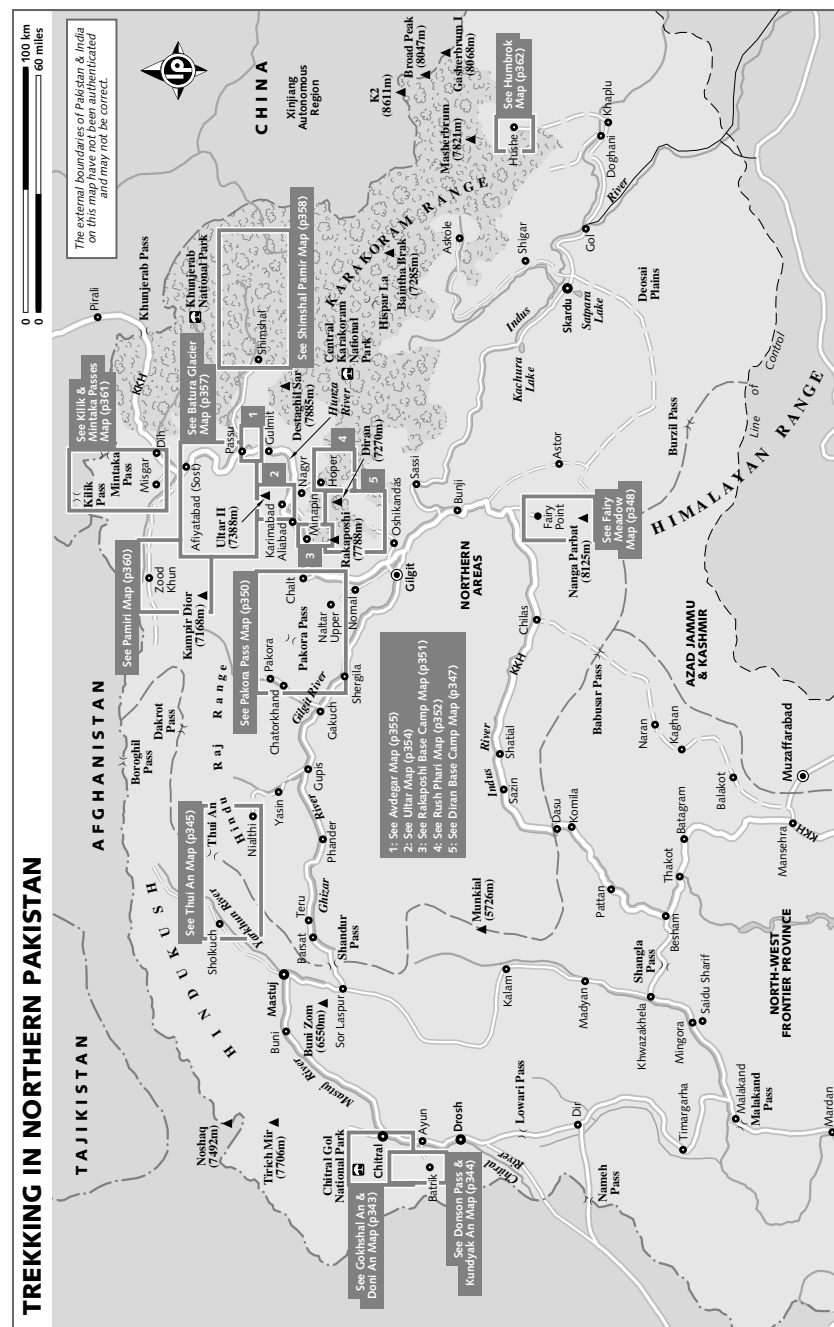 TREKKING IN NORTHERN PAKISTAN
0
100 km
0
60 miles
The external boundaries of Pakistan & India
on this map have not been authenticated
and may not be correct.
LP
TAJIKISTAN
AFGHANISTAN
CHINA
Xinjiang
Autonomous
Region
HINDUKUSH
Hindu Raj Range
KARAKORAM RANGE
HIMALAYAN RANGE
NORTHERN
AREAS
AZAD JAMMU
& KASHMIR
NORTH-WEST
FRONTIER PROVINCE
Line of Control
Noshaq
(7492m)
Tirich Mir
(7706m)
Chitral Gol
National Park
Chitral
See Gokhshal An &
Doni An Map (p343)
Ayun
Batrik
Drosh
See Donson Pass &
Kundyak An Map (p344)
Chitral
River
Lowari Pass
Dir
Nameh
Pass
Timargarha
Malakand
Malakand
Pass
Mardan
Mastuj
River
Buni
Mastuj
Buni Zom
(6550m)
Sor Laspur
Shandur
Pass
Barsat
Teru
Ghizar
River
Phander
Gupis
Yasin
Sholkuch
Yarkhun River
See Thui An Map (p345)
Thui An
Nialthi
Boroghil
Pass
Dakrot
Pass
Munkial
(5726m)
Kalam
Madyan
Khwazakhela
Mingora
Saidu Sharif
Shangla
Pass
Besham
Pattan
Thakot
Batagram
Komila
Dasu
Sazin
Shatial
Indus
River
KKH
Chilas
Babusar Pass
Naran
Kaghan
Balakot
Mansehra
Muzaffarabad
KKH
1: See Avdegar Map (p355)
2: See Ultar Map (p354)
3: See Rakaposhi Base Camp Map (p351)
4: See Rush Phari Map (p352)
5: See Diran Base Camp Map (p347)
Gakuch
Gilgit River
Chatorkhand
Pakora
Shergila
See Pakora Pass Map (p350)
Pakora Pass
Naltar
Upper
Chalt
Nomal
Gilgit
Oshikandas
See Pamiri Map (p360)
Zood
Khun
Kampir Dior
(7168m)
Afiyatabad (Sost)
See Kilik &
Mintaka Passes
Map (p361)
Kilik
Pass
Mintaka
Pass
Misgar
Dih
KKH
Pirali
Khunjerab Pass
Khunjerab
National Park
See Batura Glacier
Map (p357)
Passu
Gulmit
1
2
3
4
5
Ultar II
(7388m)
Karimabad
Aliabad
Minapin
Nagyr
Hoper
Rakaposhi
(7788m)
Diran
(7270m)
Hunza
River
Destaghil Sar
(7885m)
Shimshal
See Shimshal Pamir Map (p358)
Central
Karakoram
National
Park
Hispar La
Baintha Brak
(7285m)
Askole
Shigar
K2
(8611m)
Broad Peak
(8047m)
Gasherbrum I
(8068m)
Masherbrum
(7821m)
See Humbrok
Map (p362)
Hushe
Khaplu
Doghani
River
Gol
Skardu
Satpara
Lake
Deosai
Plains
Indus
Kachura
Lake
Sassi
Bunji
Astor
Burzil Pass
Fairy
Point
Nanga Parbat
(8125m)
See Fairy
Meadow
Map (p348)